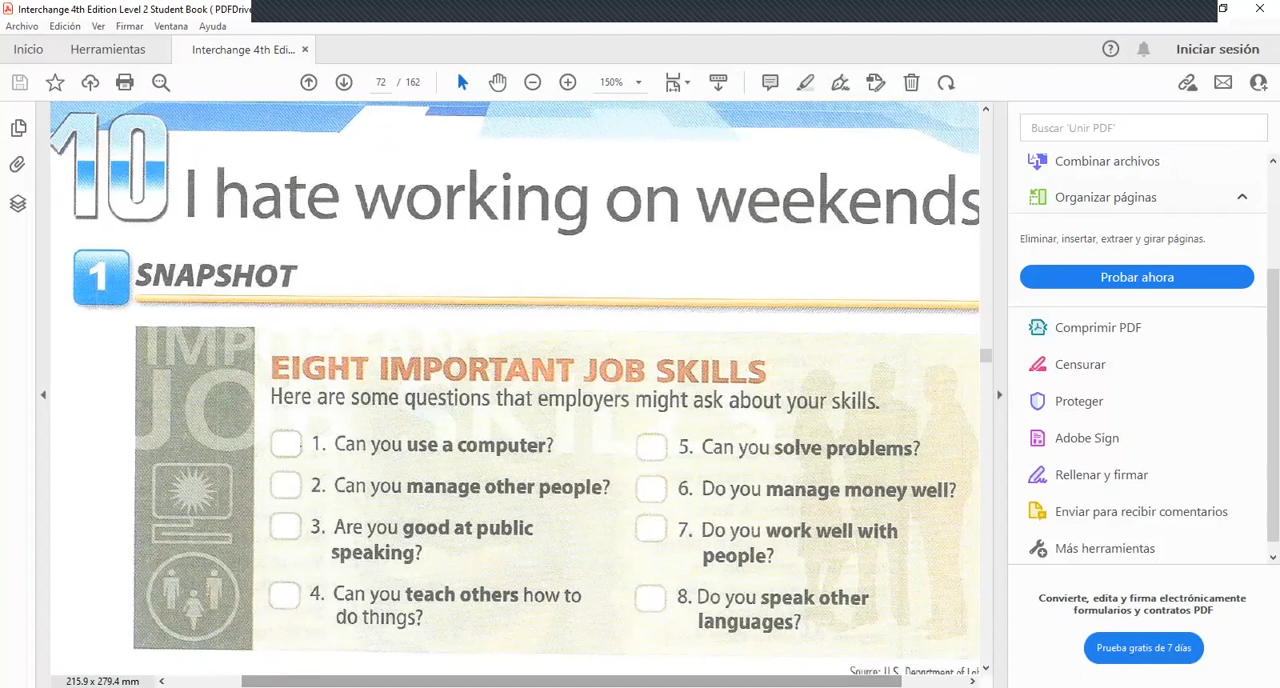 Interchange 4th Edition Level 2 Student Book ( PDFDrive
Archivo Edición Ver Firmar Ventana Ayuda
Inicio Herramientas Interchange 4th Edi... × Iniciar sesión
72 / 162 150%
Buscar 'Unir PDF'
Combinar archivos
Organizar páginas
Eliminar, insertar, extraer y girar páginas.
Probar ahora
Comprimir PDF
Censurar
Proteger
Adobe Sign
Rellenar y firmar
Enviar para recibir comentarios
Más herramientas
Convierte, edita y firma electrónicamente
formularios y contratos PDF
Prueba gratis de 7 días
10 I hate working on weekends
1 SNAPSHOT
IMPORTANT
JOB SKILLS
EIGHT IMPORTANT JOB SKILLS
Here are some questions that employers might ask about your skills.
1. Can you use a computer?
2. Can you manage other people?
3. Are you good at public
speaking?
4. Can you teach others how to
do things?
5. Can you solve problems?
6. Do you manage money well?
7. Do you work well with
people?
8. Do you speak other
languages?
Source: U.S. Department of Lab
215.9 x 279.4 mm